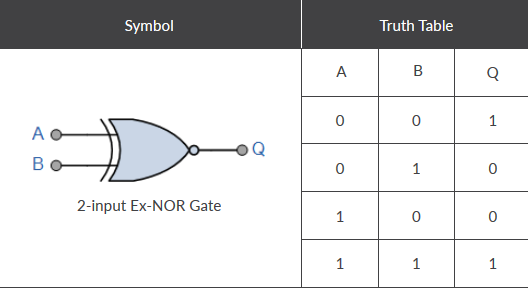 Symbol Truth Table
A B Q
0 0 1
A Q
0 1 0
B
2-input Ex-NOR Gate
1 0 0
1 1 1